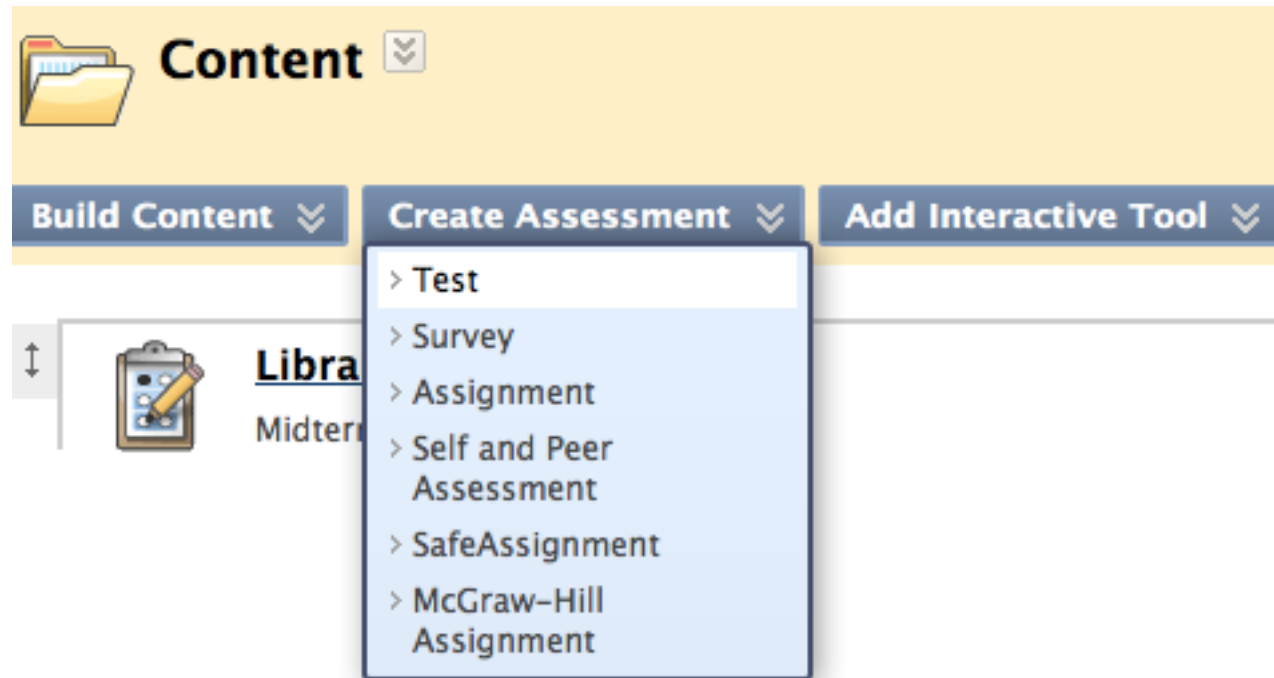 Content
Build Content
Create Assessment
Add Interactive Tool
Test
Survey
Assignment
Self and Peer
Assessment
SafeAssignment
McGraw-Hill
Assignment